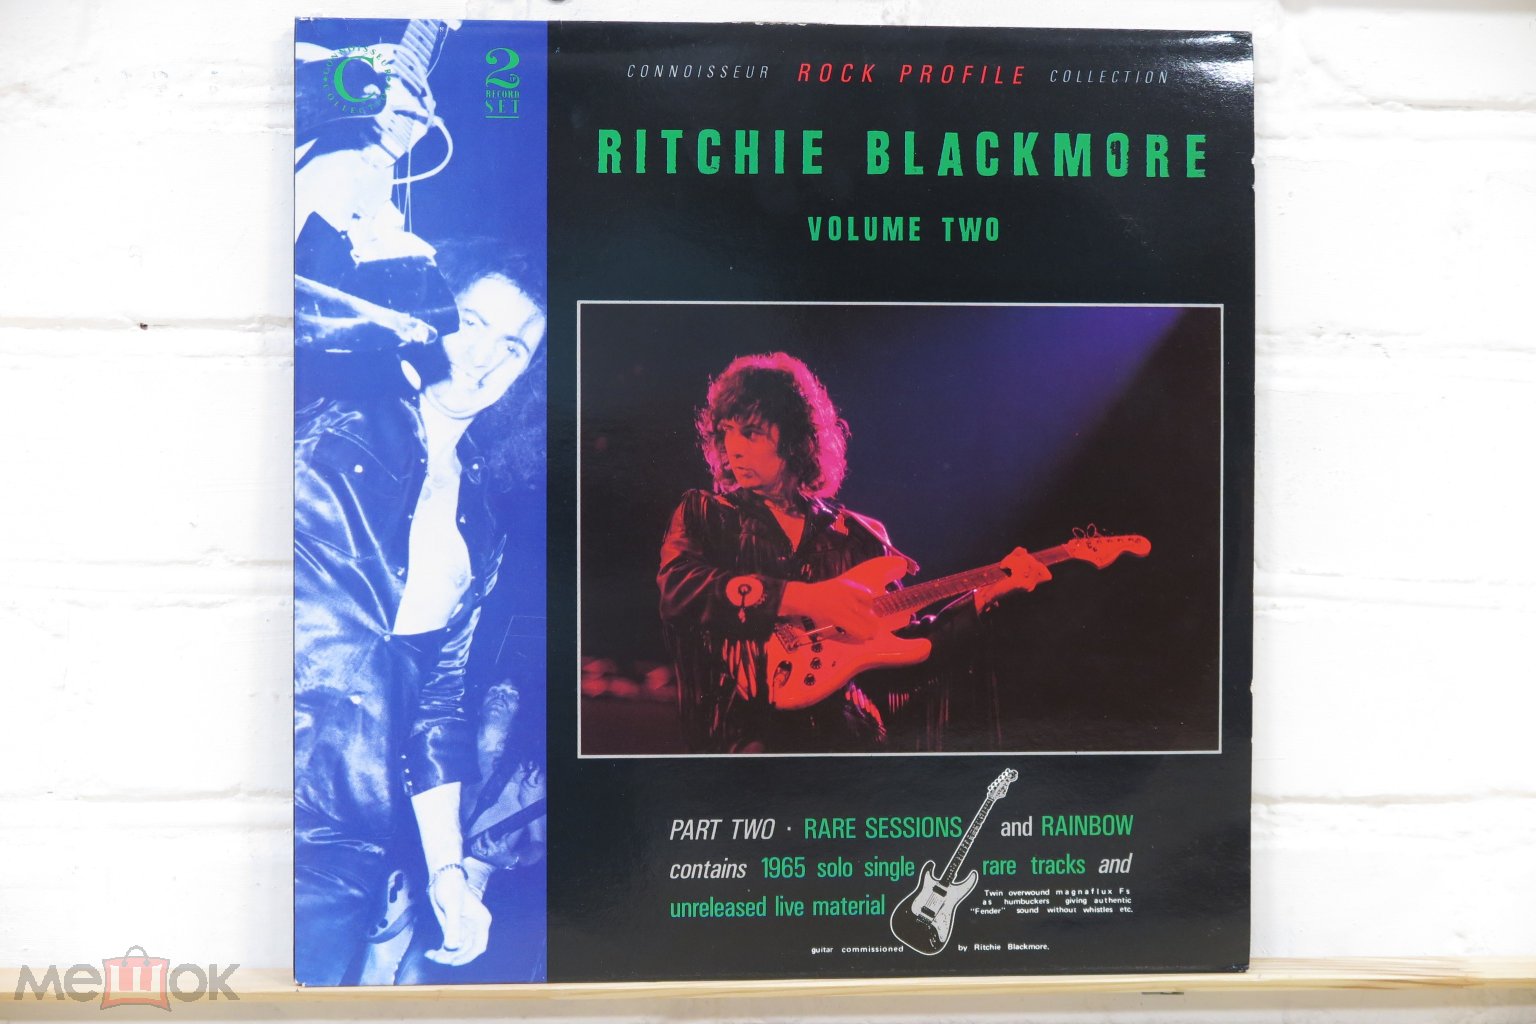 CONNOISSEUR COLLECTION
C
2
RECORD
SET
CONNOISSEUR ROCK PROFILE COLLECTION
RITCHIE BLACKMORE
VOLUME TWO
PART TWO · RARE SESSIONS and RAINBOW
contains 1965 solo single rare tracks and
unreleased live material
Twin overwound magnaflux Fs
as humbuckers giving authentic
"Fender" sound without whistles etc.
guitar commissioned by Ritchie Blackmore.
мешок